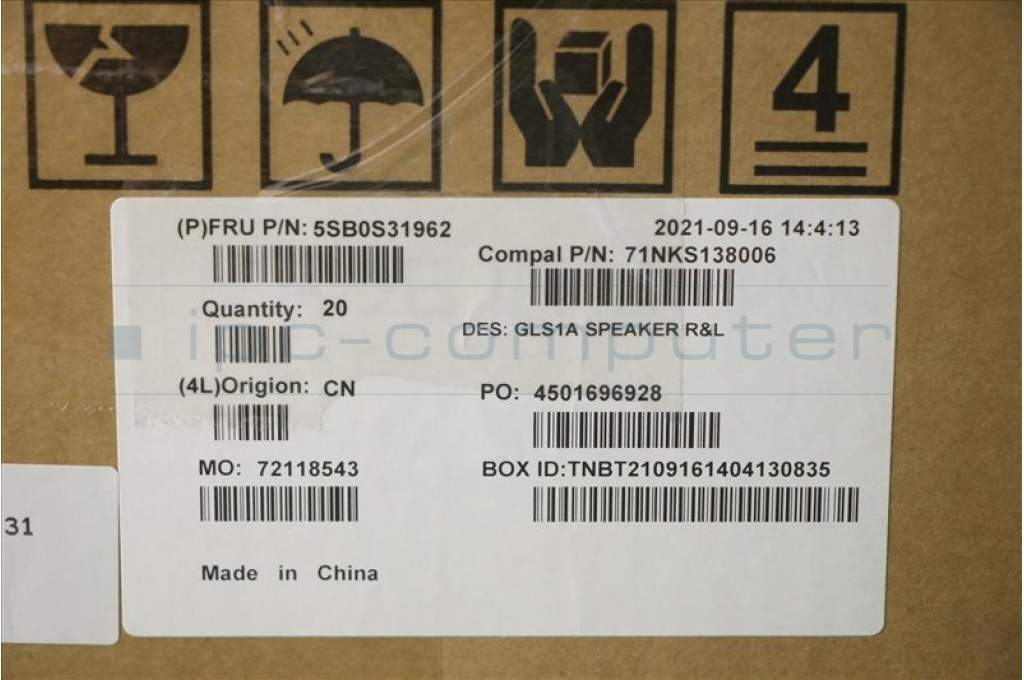 4
(P)FRU P/N: 5SB0S31962
2021-09-16 14:4:13
Compal P/N: 71NKS138006
Quantity: 20
DES: GLS1A SPEAKER R&L
ipc-computer
(4L)Origion: CN
PO: 4501696928
MO: 72118543
BOX ID:TNBT2109161404130835
31
Made in China